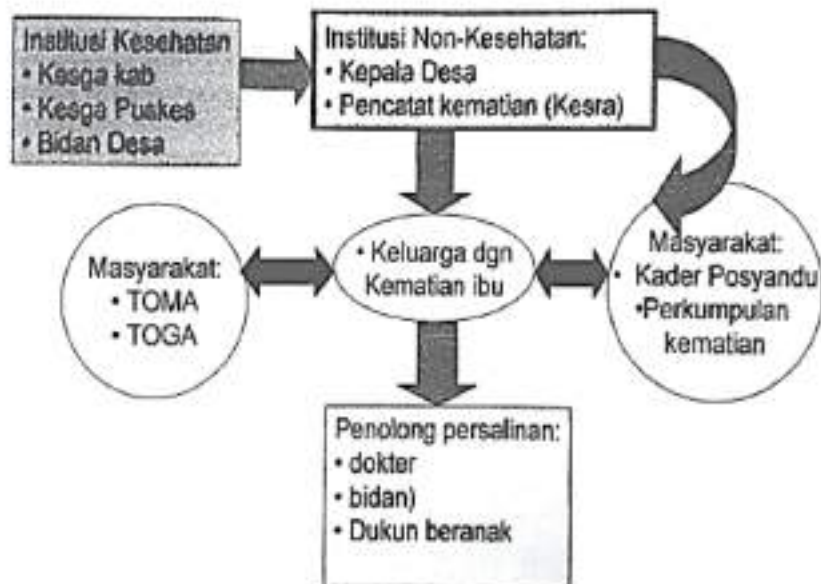 Institusi Kesehatan
• Kesga kab
• Kesga Puskes
• Bidan Desa
Institusi Non-Kesehatan:
• Kepala Desa
• Pencatat kematian (Kesra)
Masyarakat:
• TOMA
• TOGA
• Keluarga dgn
Kematian ibu
Masyarakat:
• Kader Posyandu
•Perkumpulan
kematian
Penolong persalinan:
• dokter
• bidan)
• Dukun beranak